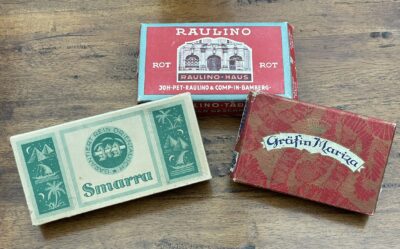 RAULINO
ROT ROT
RAULINO-HAUS
JOH·PET·RAULINO & COMP·IN·BAMBERG·
Smarra
Gräfin Mariza